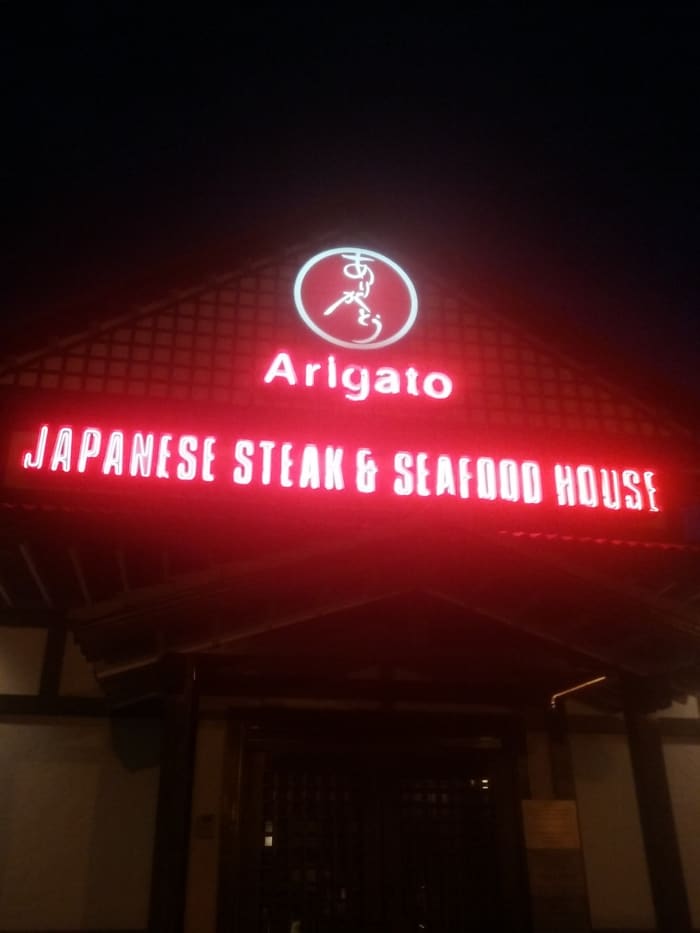 ありがとう
Arigato
JAPANESE STEAK & SEAFOOD HOUSE